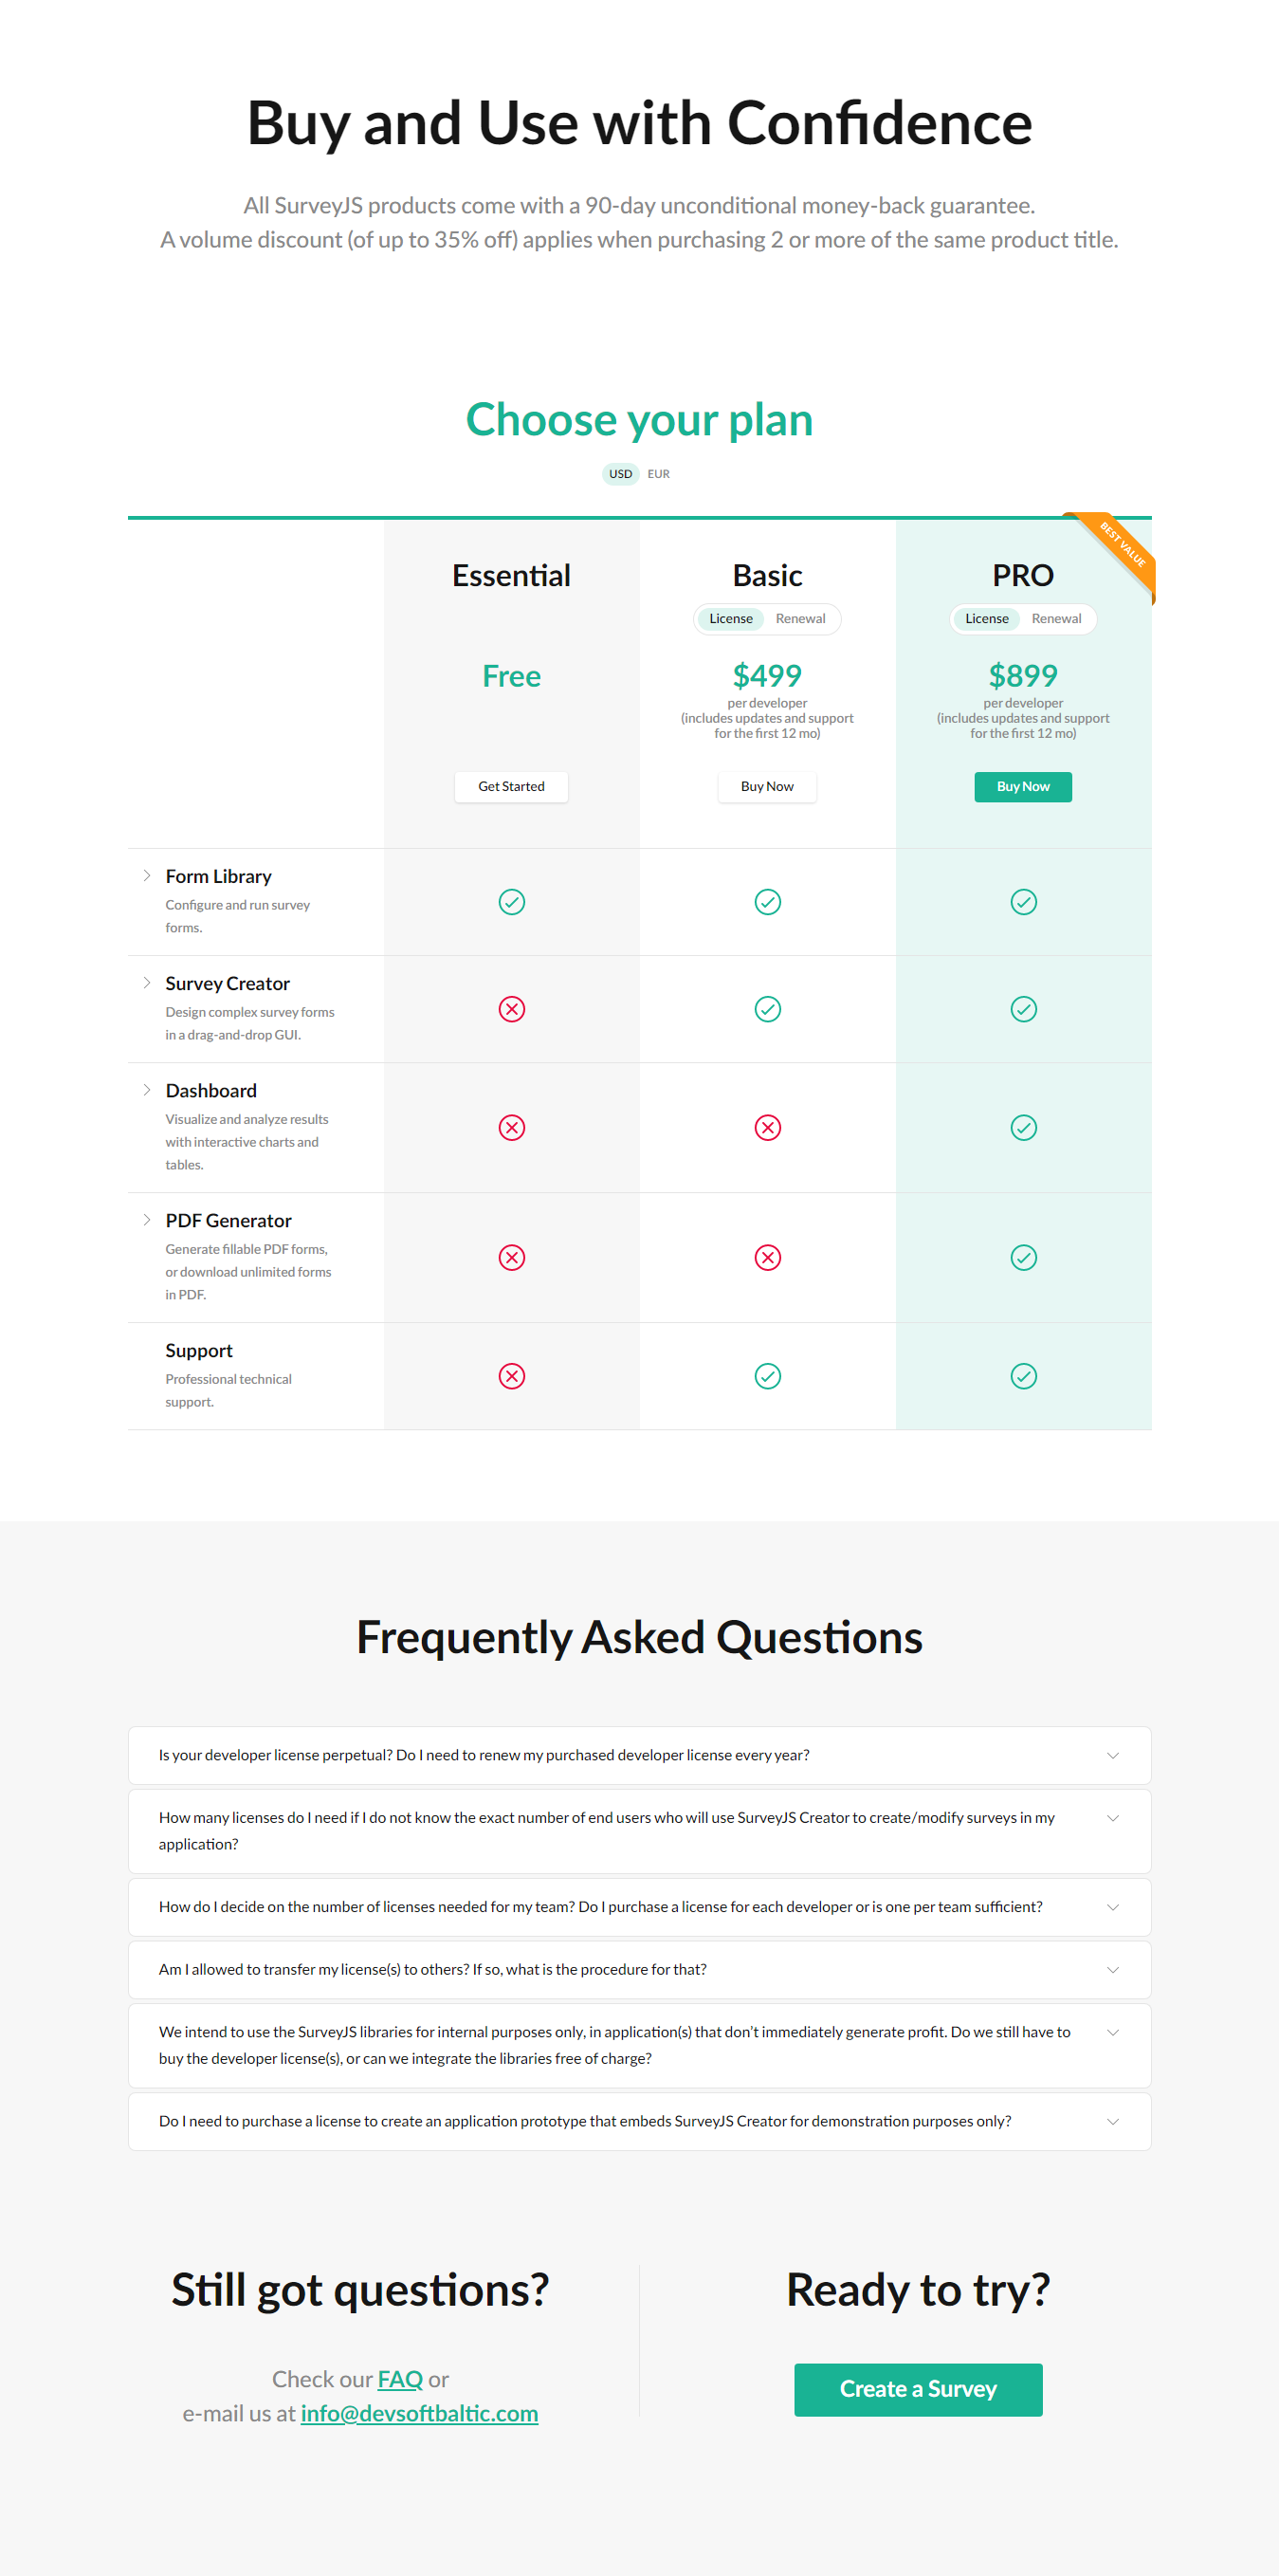 Buy and Use with Confidence
All SurveyJS products come with a 90-day unconditional money-back guarantee.
A volume discount (of up to 35% off) applies when purchasing 2 or more of the same product title.
Choose your plan
USD EUR
BEST VALUE
Essential Basic PRO
License Renewal License Renewal
Free $499 $899
per developer per developer
(includes updates and support (includes updates and support
for the first 12 mo) for the first 12 mo)
Get Started Buy Now Buy Now
Form Library
Configure and run survey
forms.
Survey Creator
Design complex survey forms
in a drag-and-drop GUI.
Dashboard
Visualize and analyze results
with interactive charts and
tables.
PDF Generator
Generate fillable PDF forms,
or download unlimited forms
in PDF.
Support
Professional technical
support.
Frequently Asked Questions
Is your developer license perpetual? Do I need to renew my purchased developer license every year?
How many licenses do I need if I do not know the exact number of end users who will use SurveyJS Creator to create/modify surveys in my
application?
How do I decide on the number of licenses needed for my team? Do I purchase a license for each developer or is one per team sufficient?
Am I allowed to transfer my license(s) to others? If so, what is the procedure for that?
We intend to use the SurveyJS libraries for internal purposes only, in application(s) that don’t immediately generate profit. Do we still have to
buy the developer license(s), or can we integrate the libraries free of charge?
Do I need to purchase a license to create an application prototype that embeds SurveyJS Creator for demonstration purposes only?
Still got questions?
Check our FAQ or
e-mail us at info@devsoftbaltic.com
Ready to try?
Create a Survey